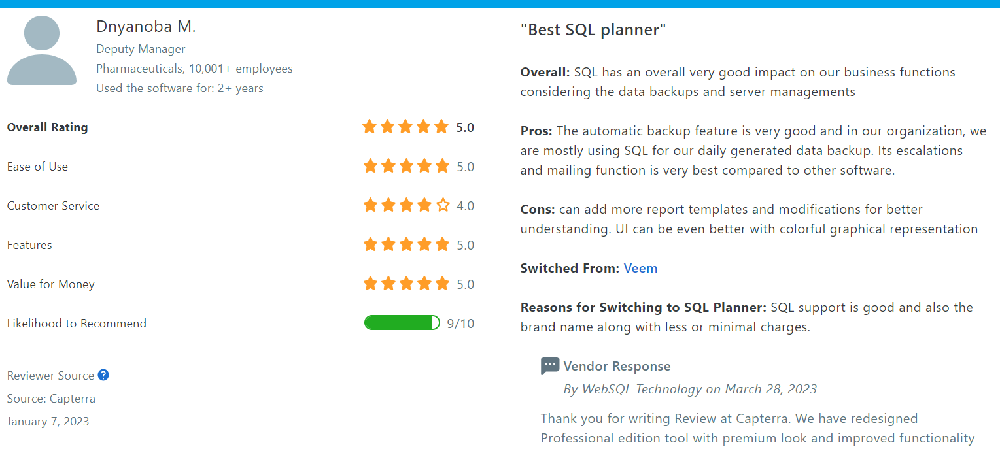 Dnyanoba M.
Deputy Manager
Pharmaceuticals, 10,001+ employees
Used the software for: 2+ years
Overall Rating 5.0
Ease of Use 5.0
Customer Service 4.0
Features 5.0
Value for Money 5.0
Likelihood to Recommend 9/10
Reviewer Source ?
Source: Capterra
January 7, 2023
"Best SQL planner"
Overall: SQL has an overall very good impact on our business functions
considering the data backups and server managements
Pros: The automatic backup feature is very good and in our organization, we
are mostly using SQL for our daily generated data backup. Its escalations
and mailing function is very best compared to other software.
Cons: can add more report templates and modifications for better
understanding. UI can be even better with colorful graphical representation
Switched From: Veem
Reasons for Switching to SQL Planner: SQL support is good and also the
brand name along with less or minimal charges.
Vendor Response
By WebSQL Technology on March 28, 2023
Thank you for writing Review at Capterra. We have redesigned
Professional edition tool with premium look and improved functionality